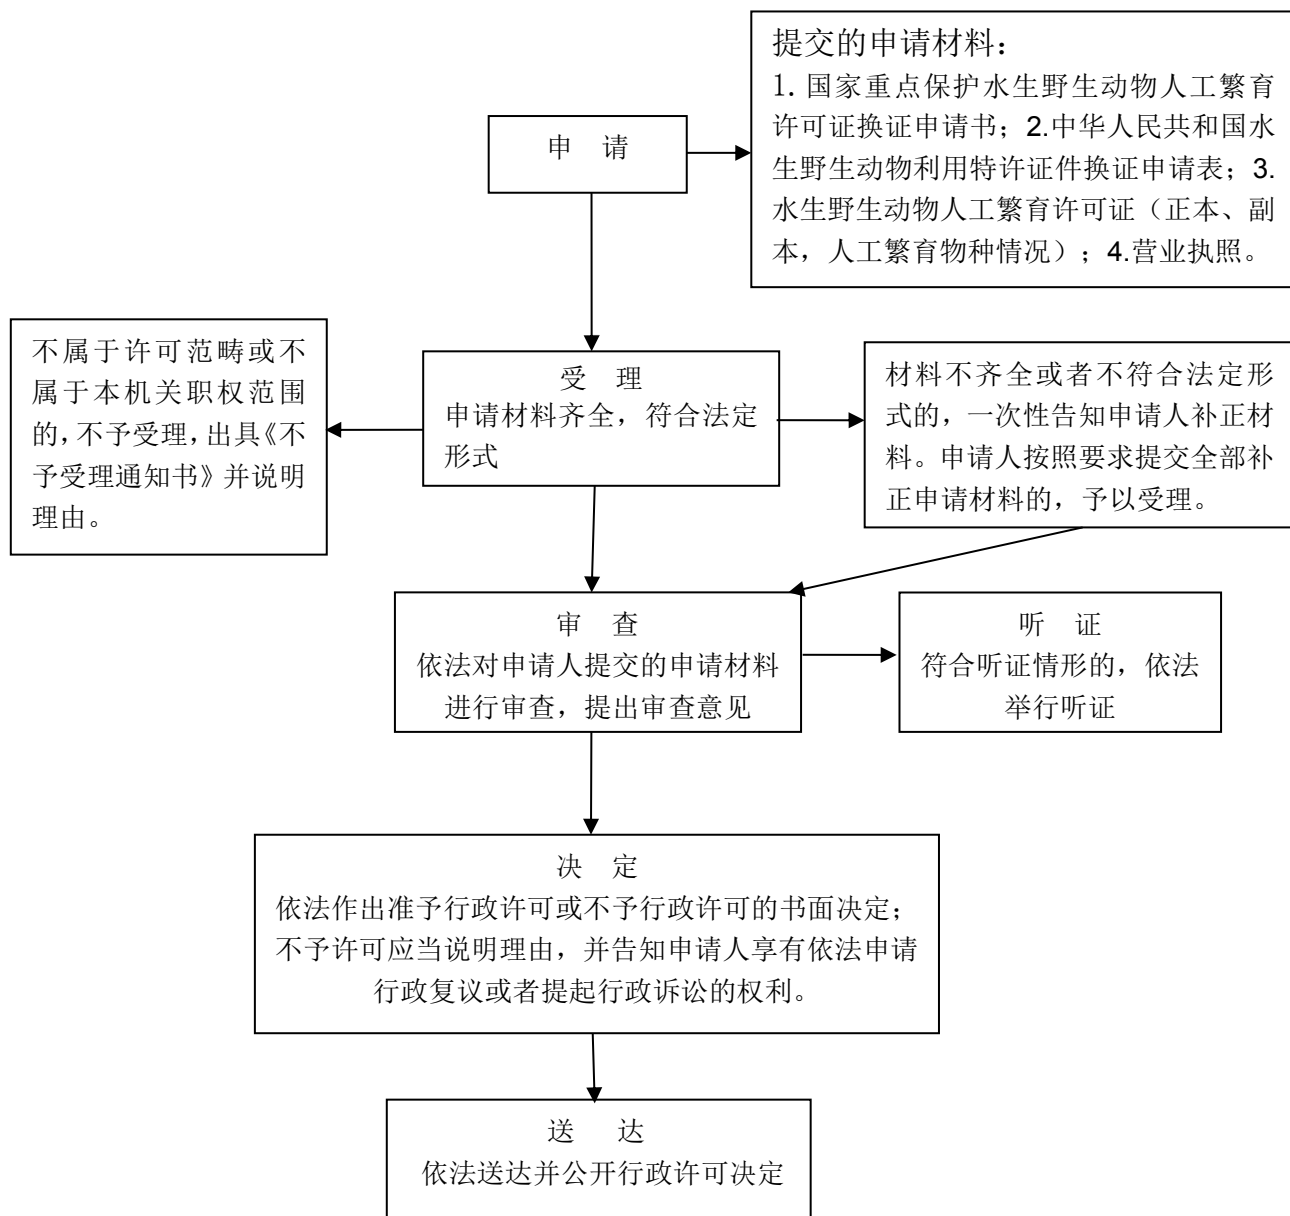 提交的申请材料：
1. 国家重点保护水生野生动物人工繁育
许可证换证申请书；2.中华人民共和国水
生野生动物利用特许证件换证申请表；3.
水生野生动物人工繁育许可证（正本、副
本，人工繁育物种情况）；4.营业执照。
申 请
不属于许可范畴或不
属于本机关职权范围
的，不予受理，出具《不
予受理通知书》并说明
理由。
受 理
申请材料齐全，符合法定
形式
材料不齐全或者不符合法定形
式的，一次性告知申请人补正材
料。申请人按照要求提交全部补
正申请材料的，予以受理。
审 查
依法对申请人提交的申请材料
进行审查，提出审查意见
听 证
符合听证情形的，依法
举行听证
决 定
依法作出准予行政许可或不予行政许可的书面决定；
不予许可应当说明理由，并告知申请人享有依法申请
行政复议或者提起行政诉讼的权利。
送 达
依法送达并公开行政许可决定